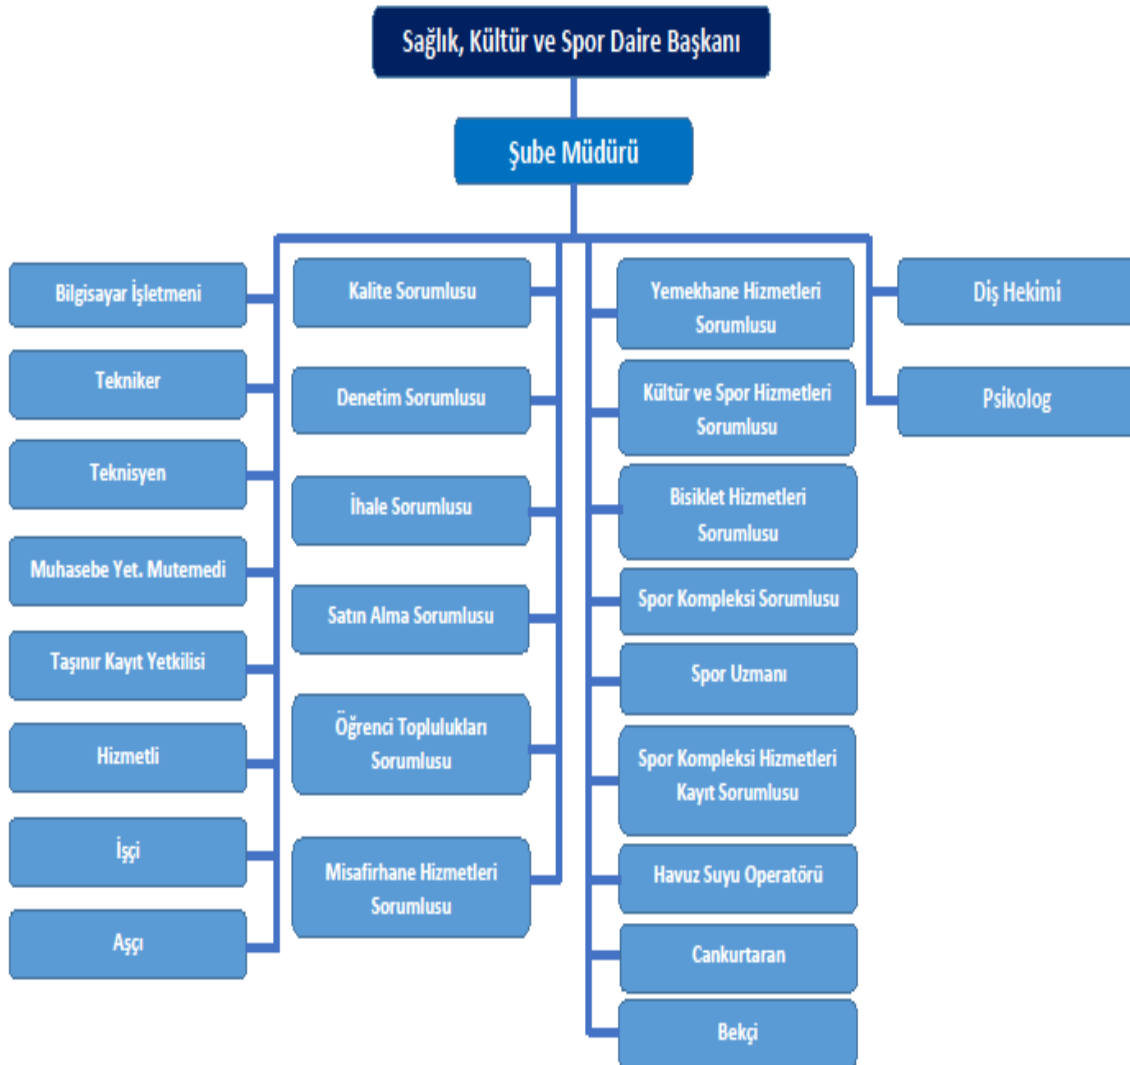 Sağlık, Kültür ve Spor Daire Başkanı
Şube Müdürü
Bilgisayar İşletmeni
Tekniker
Teknisyen
Muhasebe Yet. Mutemedi
Taşınır Kayıt Yetkilisi
Hizmetli
İşçi
Aşçı
Kalite Sorumlusu
Denetim Sorumlusu
İhale Sorumlusu
Satın Alma Sorumlusu
Öğrenci Toplulukları
Sorumlusu
Misafirhane Hizmetleri
Sorumlusu
Yemekhane Hizmetleri
Sorumlusu
Kültür ve Spor Hizmetleri
Sorumlusu
Bisiklet Hizmetleri
Sorumlusu
Spor Kompleksi Sorumlusu
Spor Uzmanı
Spor Kompleksi Hizmetleri
Kayıt Sorumlusu
Havuz Suyu Operatörü
Cankurtaran
Bekçi
Diş Hekimi
Psikolog